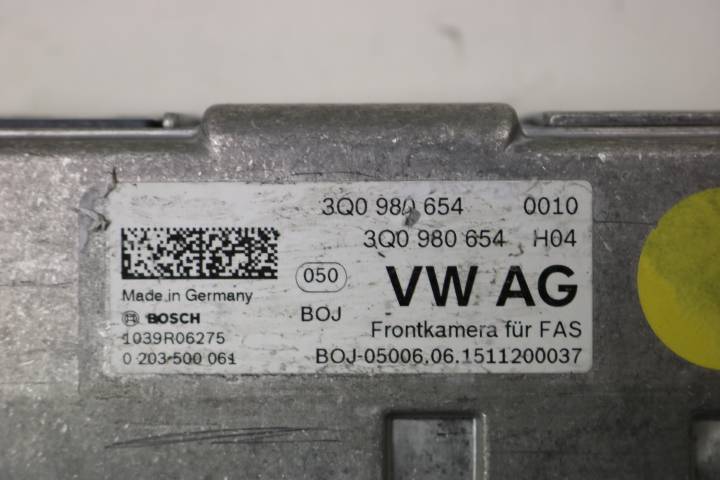 3Q0 980 654 0010
3Q0 980 654 H04
050
VW AG
Made in Germany
BOJ
BOSCH
Frontkamera für FAS
1039R06275
0 203 500 061
BOJ-05006.06.1511200037